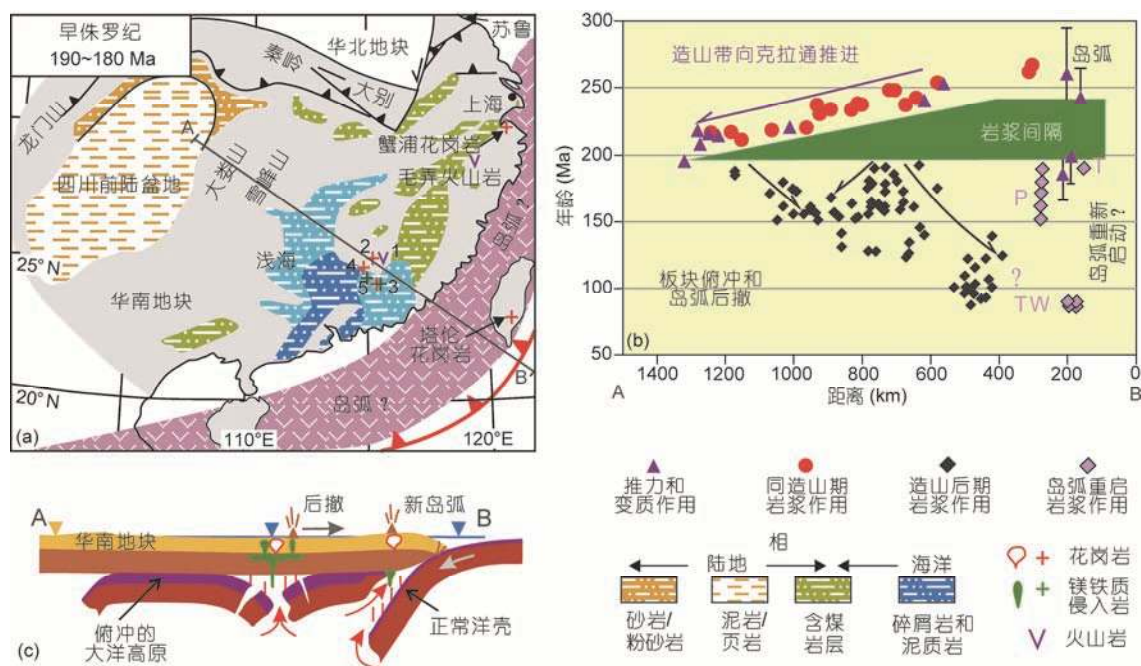 早侏罗纪
190~180 Ma
苏鲁
华北地块
秦岭
大别
上海
龙门山
A
蟹浦花岗岩
毛弄火山岩
四川前陆盆地
大娄山
雪峰山
岛弧?
25°N
浅海
2
1
4
5
3
华南地块
塔伦
花岗岩
B
20°N
岛弧?
(a)
110°E
120°E
300
250
200
150
100
50
年龄 (Ma)
造山带向克拉通推进
岛弧
岩浆间隔
T
P
岛弧重新
启动?
板块俯冲和
岛弧后撤
?
TW
(b)
1400
1200
1000
800
600
400
200
0
A
距离 (km)
B
推力和
变质作用
同造山期
岩浆作用
造山后期
岩浆作用
岛弧重启
岩浆作用
A
后撤
新岛弧
B
华南地块
俯冲的
大洋高原
正常洋壳
(c)
相
陆地
海洋
砂岩/
粉砂岩
泥岩/
页岩
含煤
岩层
碎屑岩和
泥质岩
花岗岩
镁铁质
侵入岩
火山岩